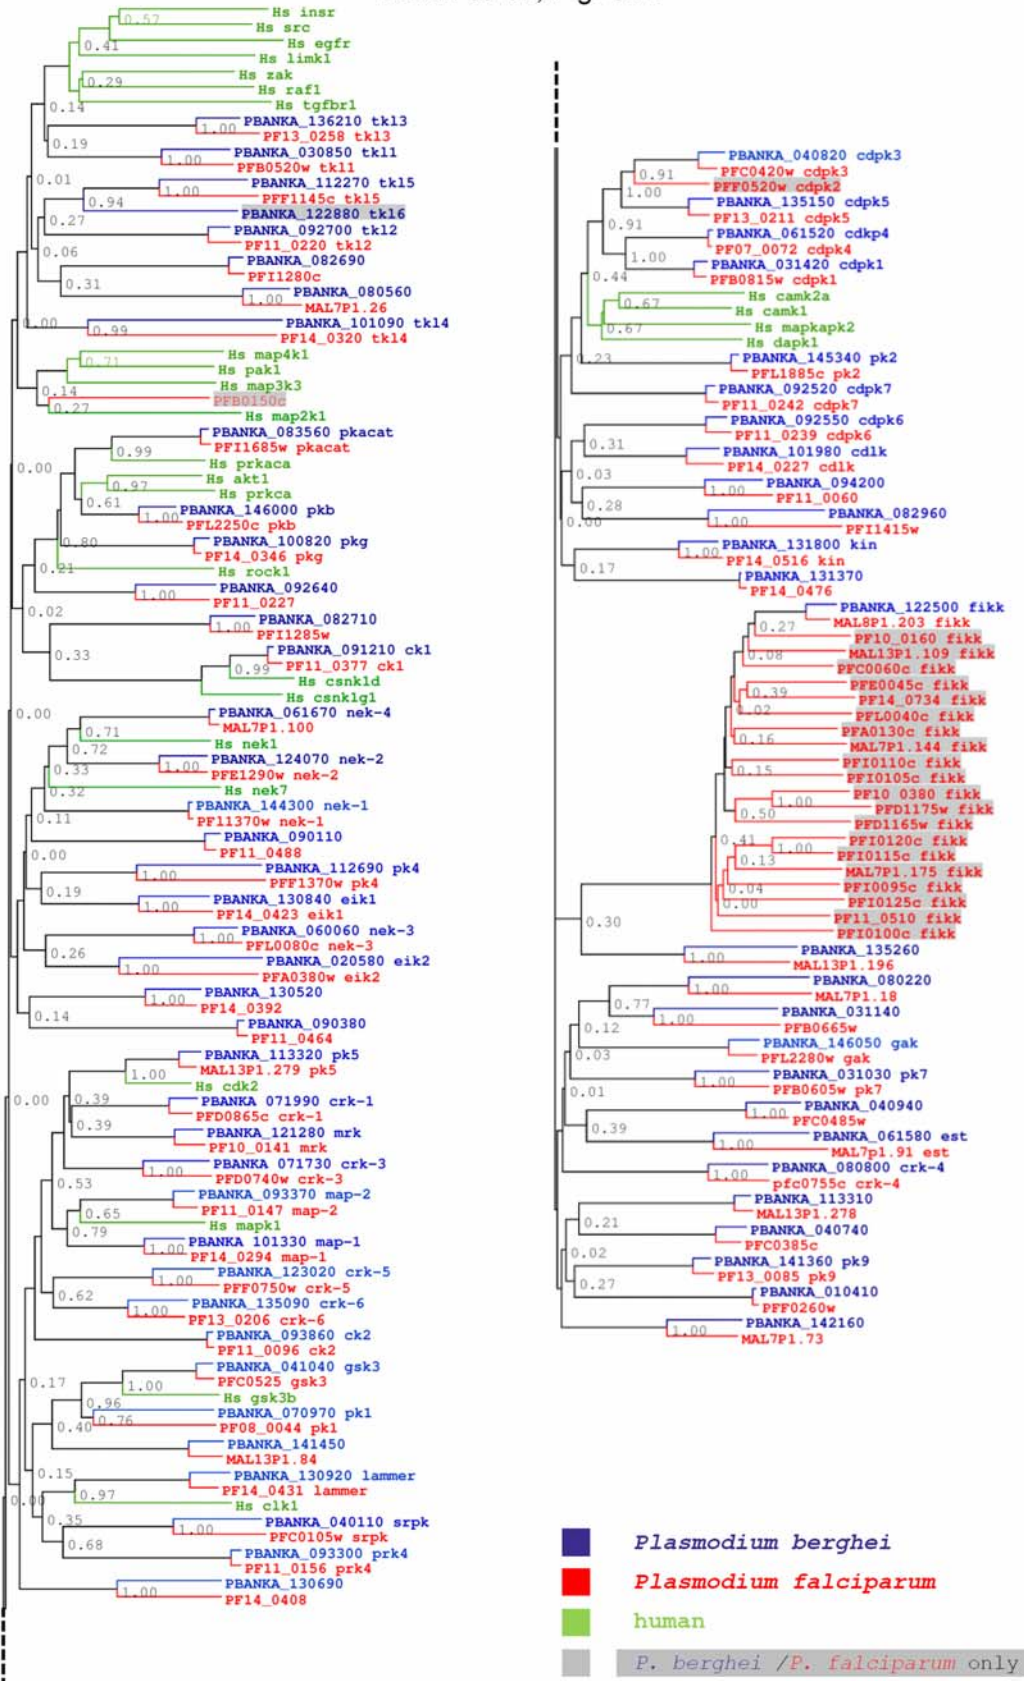 Hs insr
0.57
Hs src
Hs egfr
0.41
Hs limk1
Hs zak
0.29
Hs raf1
Hs tgfbr1
0.14
PBANKA_136210 tkl3
1.00
PF13_0258 tkl3
0.19
PBANKA_030850 tkl1
1.00
PFB0520w tkl1
0.01
PBANKA_112270 tkl5
1.00
PFF1145c tkl5
0.94
PBANKA_122880 tkl6
0.27
PBANKA_092700 tkl2
PF11_0220 tkl2
0.06
PBANKA_082690
PFI1280c
0.31
PBANKA_080560
1.00
MAL7P1.26
0.00
PBANKA_101090 tkl4
0.99
PF14_0320 tkl4
Hs map4k1
0.71
Hs pak1
Hs map3k3
0.14
PFB0150c
0.27
Hs map2k1
PBANKA_083560 pkacat
PFI1685w pkacat
0.99
Hs prkaca
0.00
Hs akt1
0.97
Hs prkca
0.61
PBANKA_146000 pkb
1.00
PFL2250c pkb
0.80
PBANKA_100820 pkg
PF14_0346 pkg
0.21
Hs rock1
PBANKA_092640
1.00
PF11_0227
0.02
PBANKA_082710
1.00
PFI1285w
0.33
PBANKA_091210 ck1
PF11_0377 ck1
0.99
Hs csnk1d
Hs csnk1g1
0.00
PBANKA_061670 nek-4
MAL7P1.100
0.71
Hs nek1
0.72
PBANKA_124070 nek-2
1.00
PFE1290w nek-2
0.33
Hs nek7
0.32
PBANKA_144300 nek-1
PF11370w nek-1
0.11
PBANKA_090110
PF11_0488
0.00
PBANKA_112690 pk4
1.00
PFF1370w pk4
0.19
PBANKA_130840 eik1
1.00
PF14_0423 eik1
PBANKA_060060 nek-3
1.00
PFL0080c nek-3
0.26
PBANKA_020580 eik2
1.00
PFA0380w eik2
PBANKA_130520
1.00
PF14_0392
0.14
PBANKA_090380
PF11_0464
PBANKA_113320 pk5
MAL13P1.279 pk5
1.00
Hs cdk2
0.00
0.39
PBANKA 071990 crk-1
PFD0865c crk-1
0.39
PBANKA_121280 mrk
PF10_0141 mrk
PBANKA 071730 crk-3
1.00
PFD0740w crk-3
0.53
PBANKA_093370 map-2
PF11_0147 map-2
0.65
Hs mapk1
0.79
PBANKA 101330 map-1
1.00
PF14_0294 map-1
PBANKA_123020 crk-5
1.00
PFF0750w crk-5
0.62
PBANKA_135090 crk-6
1.00
PF13_0206 crk-6
PBANKA_093860 ck2
PF11_0096 ck2
PBANKA_041040 gsk3
0.17
PFC0525 gsk3
1.00
Hs gsk3b
0.96
PBANKA_070970 pk1
0.76
0.40
PF08_0044 pk1
PBANKA_141450
MAL13P1.84
0.15
PBANKA_130920 lammer
PF14_0431 lammer
0.97
Hs clk1
0.00
0.35
PBANKA_040110 srpk
1.00
PFC0105w srpk
0.68
PBANKA_093300 prk4
PF11_0156 prk4
PBANKA_130690
1.00
PF14_0408
PBANKA_040820 cdpk3
PFC0420w cdpk3
0.91
PFF0520w cdpk2
1.00
PBANKA_135150 cdpk5
PF13_0211 cdpk5
0.91
PBANKA_061520 cdkp4
PF07_0072 cdpk4
1.00
PBANKA_031420 cdpk1
0.44
PFB0815w cdpk1
Hs camk2a
0.67
Hs camk1
0.67
Hs mapkapk2
Hs dapk1
0.23
PBANKA_145340 pk2
PFL1885c pk2
PBANKA_092520 cdpk7
PF11_0242 cdpk7
PBANKA_092550 cdpk6
PF11_0239 cdpk6
0.31
PBANKA_101980 cdlk
PF14_0227 cdlk
0.03
PBANKA_094200
1.00
PF11_0060
0.28
PBANKA_082960
0.00
1.00
PFI1415w
PBANKA_131800 kin
1.00
PF14_0516 kin
0.17
PBANKA_131370
PF14_0476
PBANKA_122500 fikk
MAL8P1.203 fikk
0.27
PF10_0160 fikk
0.08
MAL13P1.109 fikk
PFC0060c fikk
PFE0045c fikk
0.39
PF14_0734 fikk
0.02
PFL0040c fikk
PFA0130c fikk
0.16
MAL7P1.144 fikk
PFI0110c fikk
0.15
PFI0105c fikk
PF10 0380 fikk
1.00
PFD1175w fikk
0.50
PFD1165w fikk
0.41
PFI0120c fikk
1.00
PFI0115c fikk
0.13
MAL7P1.175 fikk
0.04
PFI0095c fikk
0.00
PFI0125c fikk
PF11_0510 fikk
0.30
PFI0100c fikk
PBANKA_135260
1.00
MAL13P1.196
PBANKA_080220
1.00
MAL7P1.18
0.77
PBANKA_031140
1.00
PFB0665w
0.12
PBANKA_146050 gak
0.03
PFL2280w gak
PBANKA_031030 pk7
1.00
PFB0605w pk7
0.01
PBANKA_040940
1.00
PFC0485w
0.39
PBANKA_061580 est
1.00
MAL7p1.91 est
PBANKA_080800 crk-4
1.00
pfc0755c crk-4
PBANKA_113310
MAL13P1.278
0.21
PBANKA_040740
PFC0385c
0.02
PBANKA_141360 pk9
PF13_0085 pk9
0.27
PBANKA_010410
PFF0260w
PBANKA_142160
1.00
MAL7P1.73
Plasmodium berghei
Plasmodium falciparum
human
P. berghei /P. falciparum only